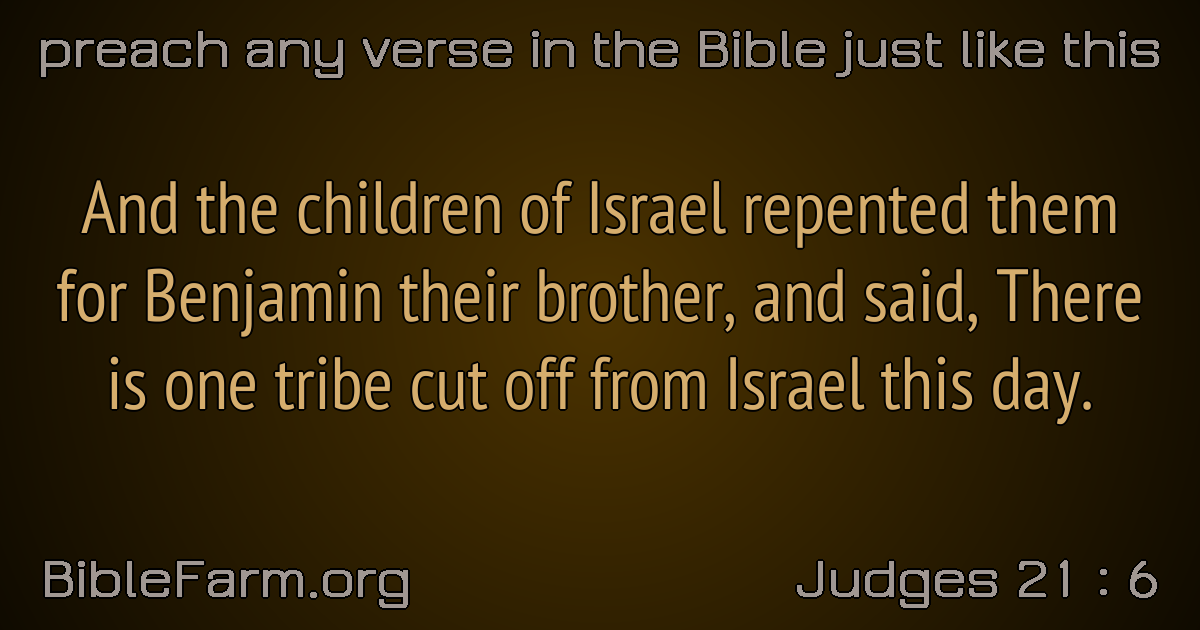 preach any verse in the Bible just like this
And the children of Israel repented them
for Benjamin their brother, and said, There
is one tribe cut off from Israel this day.
BibleFarm.org
Judges 21 : 6